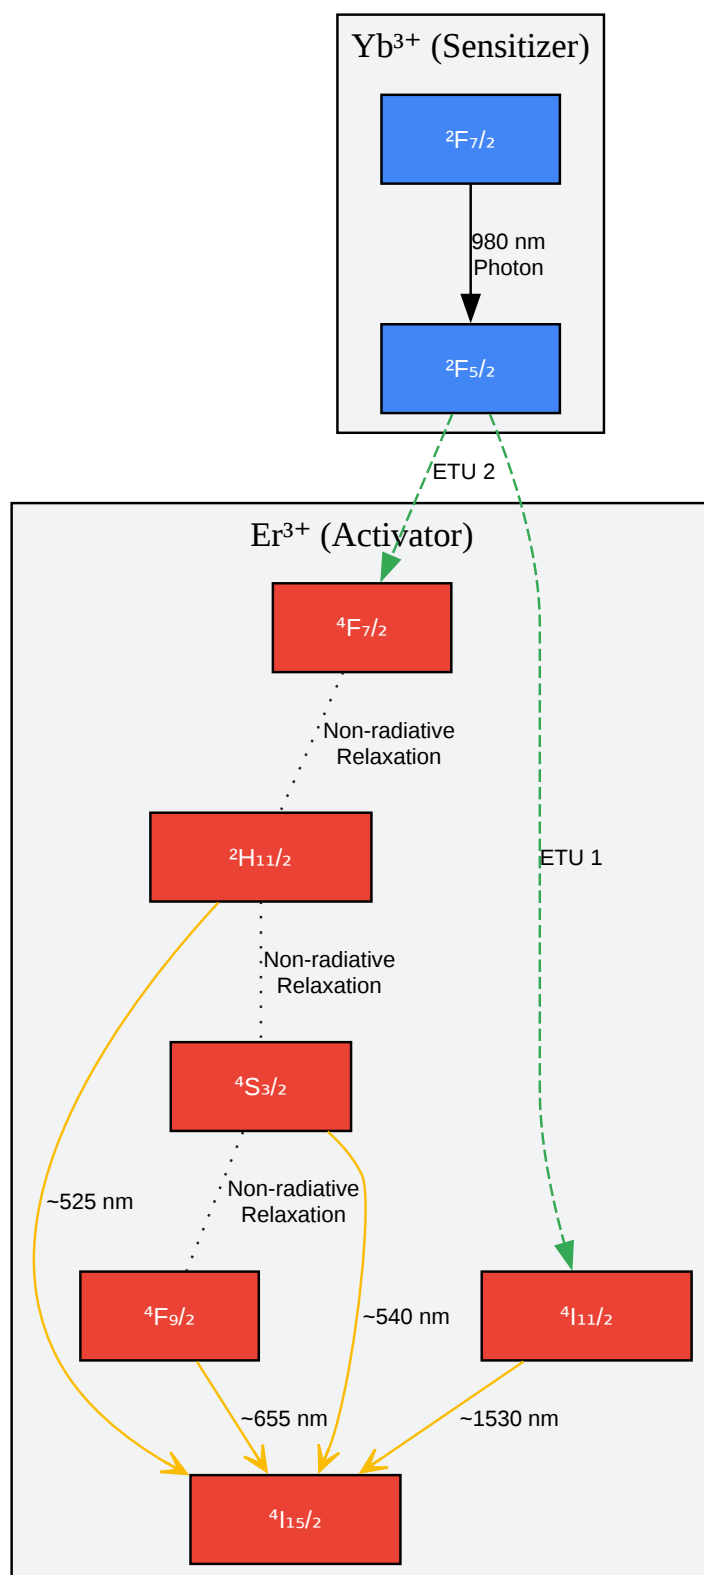 Yb³⁺ (Sensitizer)
²F₇/₂
980 nm
Photon
²F₅/₂
ETU 2
Er³⁺ (Activator)
⁴F₇/₂
Non-radiative
Relaxation
²H₁₁/₂
ETU 1
Non-radiative
Relaxation
⁴S₃/₂
Non-radiative
Relaxation
~525 nm
⁴F₉/₂
~540 nm
⁴I₁₁/₂
~655 nm
~1530 nm
⁴I₁₅/₂